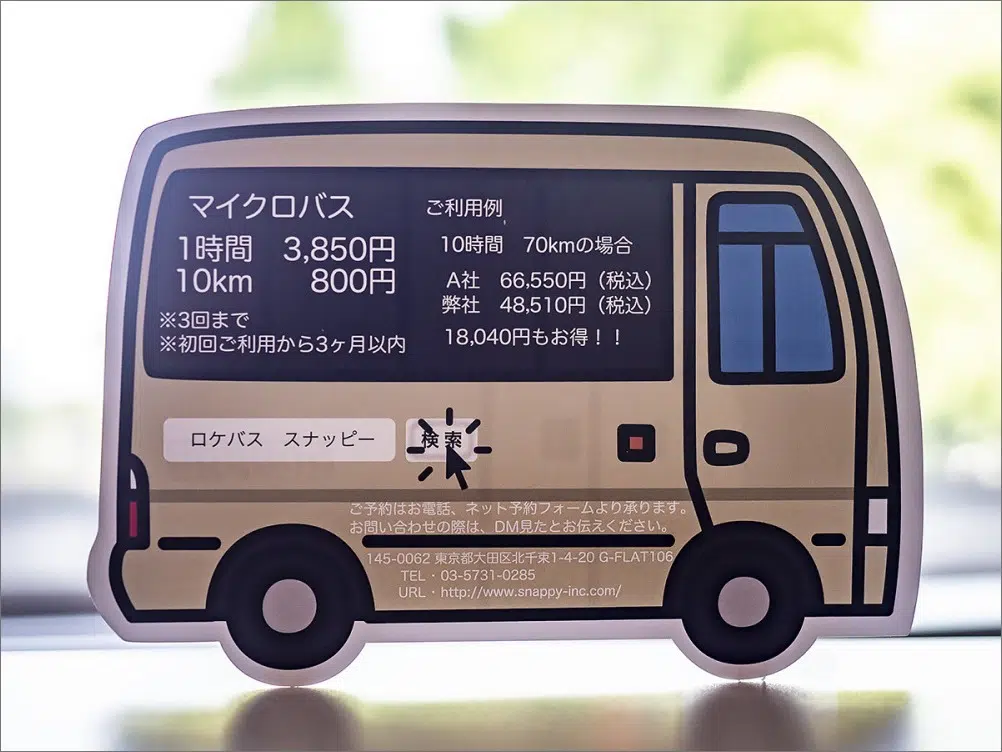 マイクロバス
1時間 3,850円
10km 800円
※3回まで
※初回ご利用から3ヶ月以内
ご利用例
10時間 70kmの場合
A社 66,550円（税込）
弊社 48,510円（税込）
18,040円もお得！！
ロケバス スナッピー 検索
ご予約はお電話、ネット予約フォームより承ります。
お問い合わせの際は、DM見たとお伝えください。
145-0062 東京都大田区北千束1-4-20 G-FLAT106
TEL・03-5731-0285
URL・http://www.snappy-inc.com/